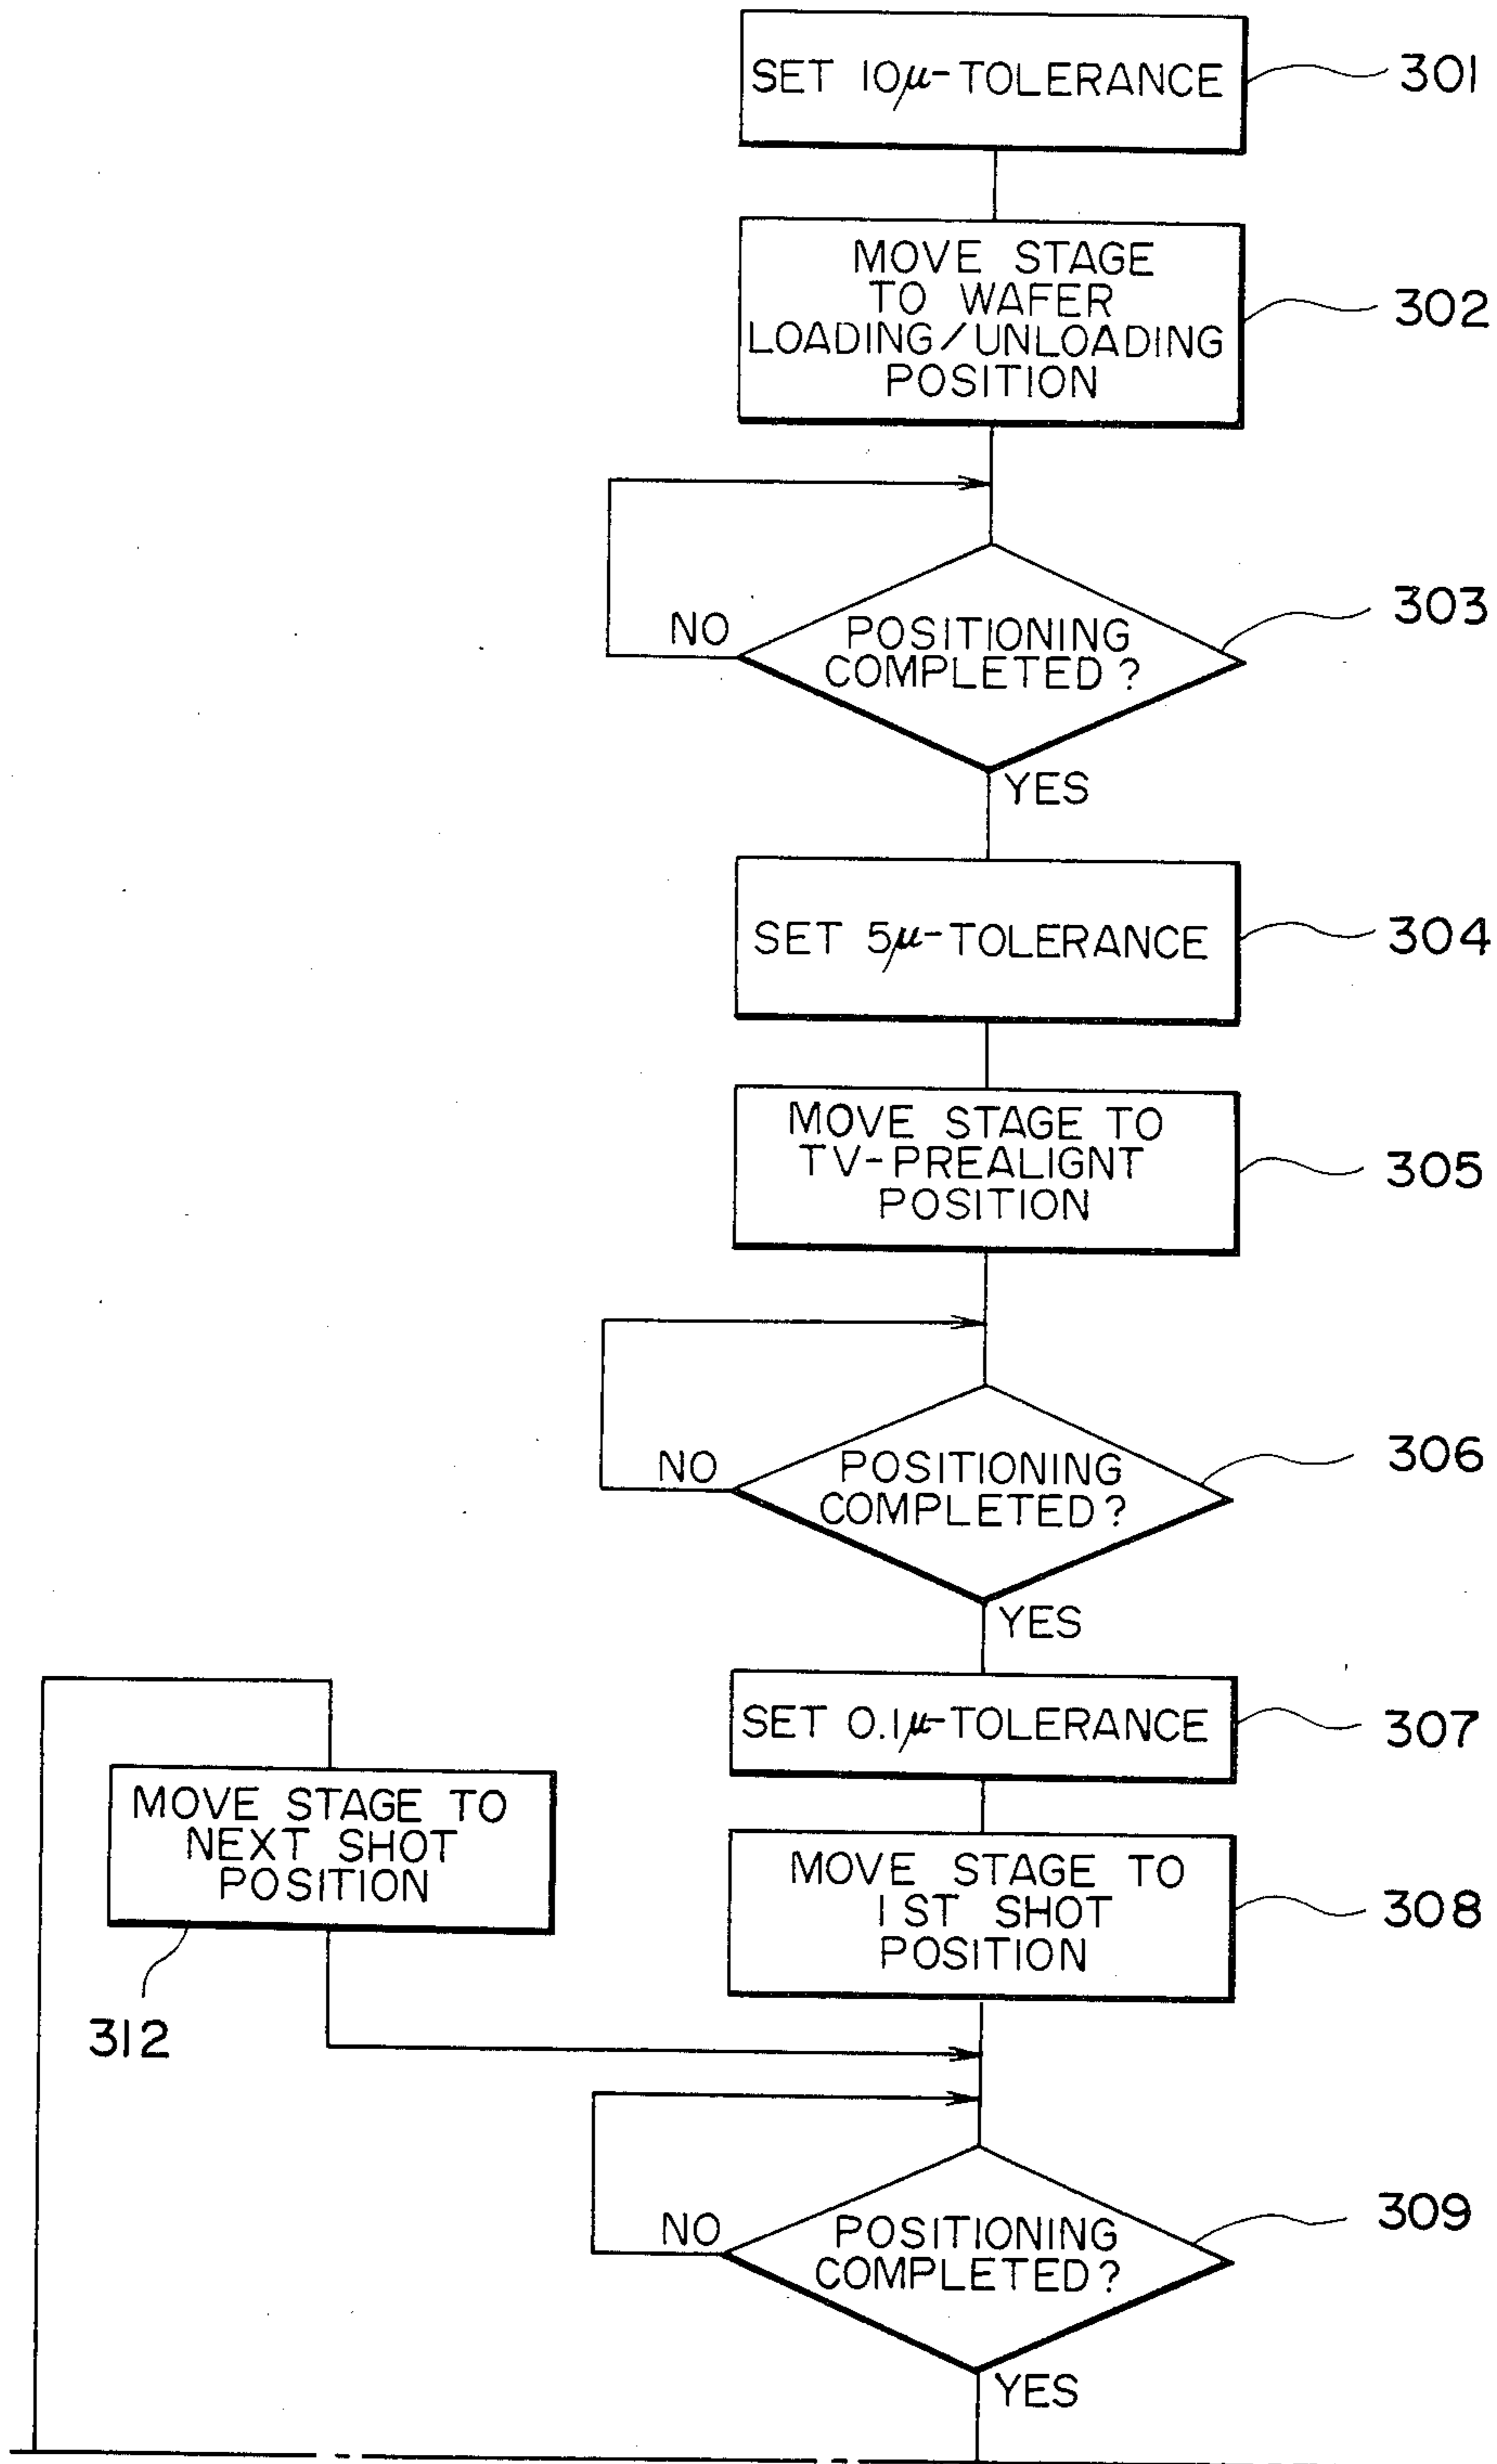 SET 10μ-TOLERANCE
301
MOVE STAGE
TO WAFER
LOADING/UNLOADING
POSITION
302
NO
POSITIONING
COMPLETED?
303
YES
SET 5μ-TOLERANCE
304
MOVE STAGE TO
TV-PREALIGNT
POSITION
305
NO
POSITIONING
COMPLETED?
306
YES
SET 0.1μ-TOLERANCE
307
MOVE STAGE TO
NEXT SHOT
POSITION
312
MOVE STAGE TO
1ST SHOT
POSITION
308
NO
POSITIONING
COMPLETED?
309
YES